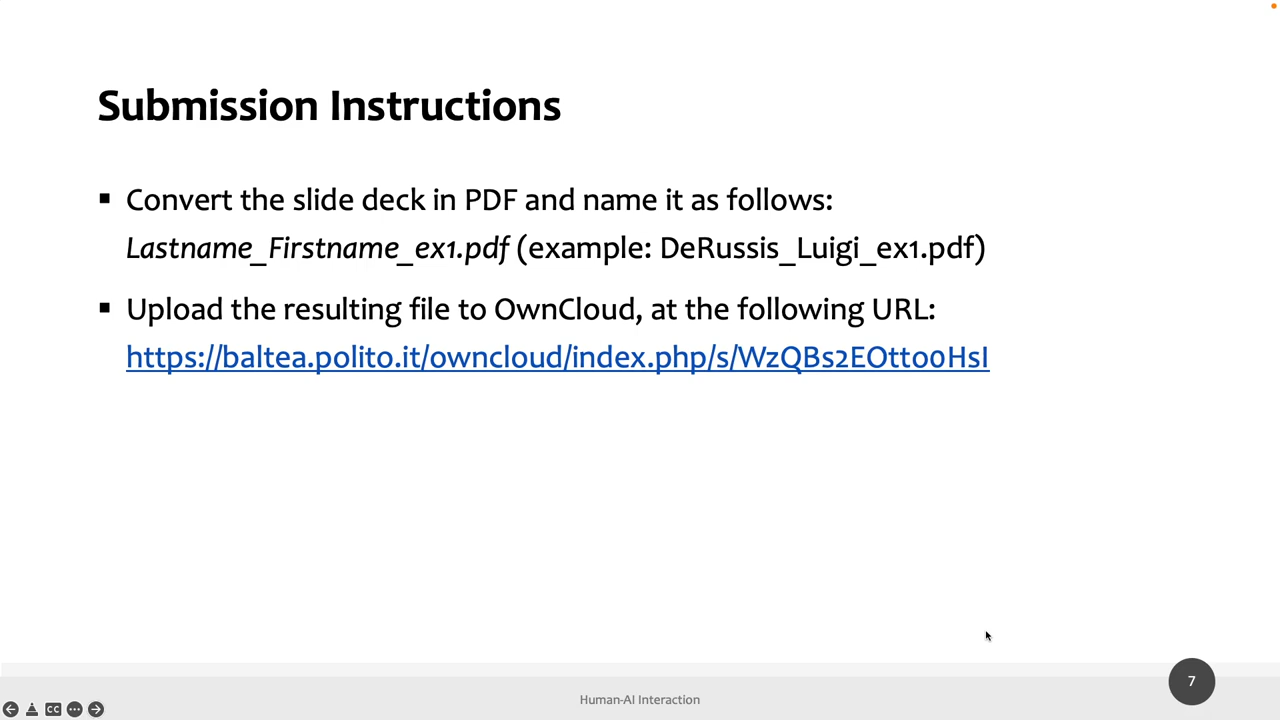 Submission Instructions
▪ Convert the slide deck in PDF and name it as follows:
Lastname_Firstname_ex1.pdf (example: DeRussis_Luigi_ex1.pdf)
▪ Upload the resulting file to OwnCloud, at the following URL:
https://baltea.polito.it/owncloud/index.php/s/WzQBs2EOtto0HsI
Human-AI Interaction
7
CC